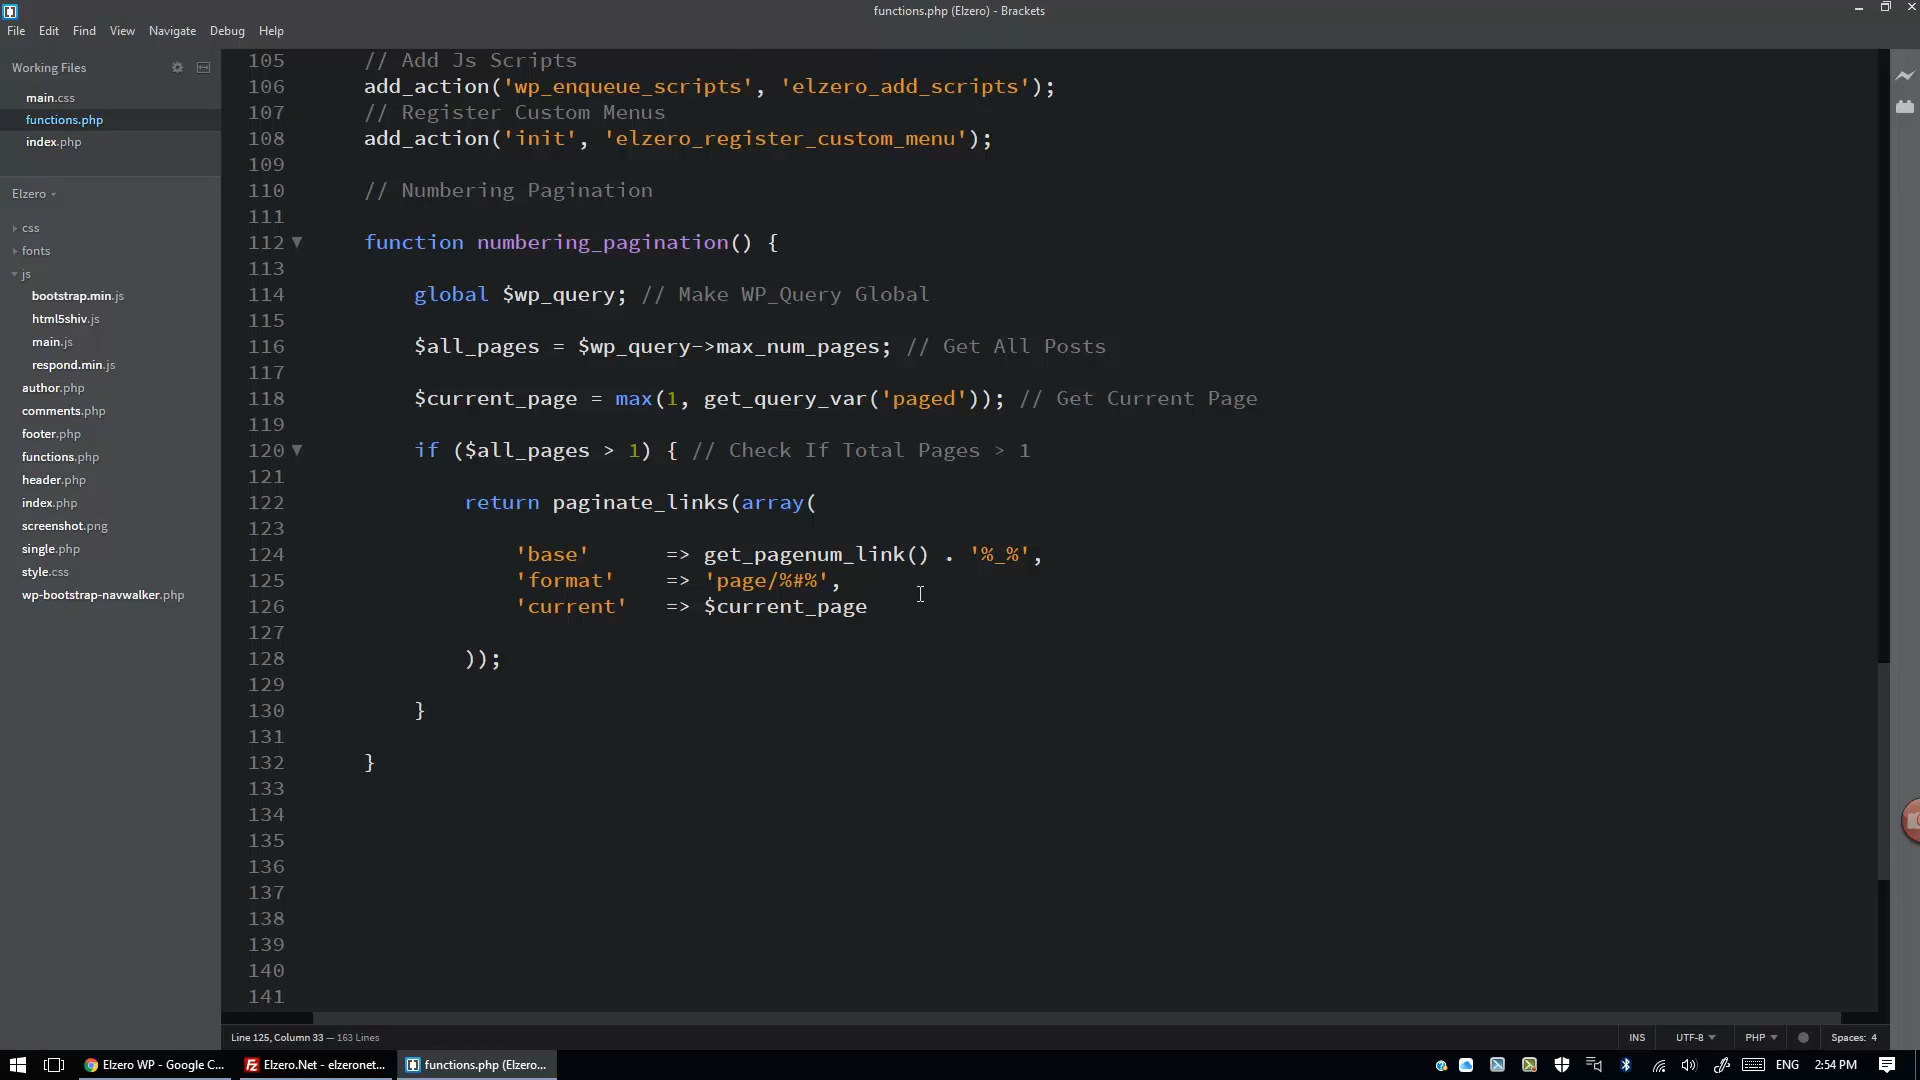 functions.php (Elzero) - Brackets
File Edit Find View Navigate Debug Help
Working Files
main.css
functions.php
index.php
Elzero
css
fonts
js
bootstrap.min.js
html5shiv.js
main.js
respond.min.js
author.php
comments.php
footer.php
functions.php
header.php
index.php
screenshot.png
single.php
style.css
wp-bootstrap-navwalker.php
105 // Add Js Scripts
106 add_action('wp_enqueue_scripts', 'elzero_add_scripts');
107 // Register Custom Menus
108 add_action('init', 'elzero_register_custom_menu');
109
110 // Numbering Pagination
111
112 function numbering_pagination() {
113
114 global $wp_query; // Make WP_Query Global
115
116 $all_pages = $wp_query->max_num_pages; // Get All Posts
117
118 $current_page = max(1, get_query_var('paged')); // Get Current Page
119
120 if ($all_pages > 1) { // Check If Total Pages > 1
121
122 return paginate_links(array(
123
124 'base' => get_pagenum_link() . '%_%',
125 'format' => 'page/%#%',
126 'current' => $current_page
127
128 ));
129
130 }
131
132 }
133
134
135
136
137
138
139
140
141
Line 125, Column 33 — 163 Lines
INS UTF-8 PHP Spaces: 4
Elzero WP - Google C... Elzero.Net - elzeronet... functions.php (Elzero... ENG 2:54 PM